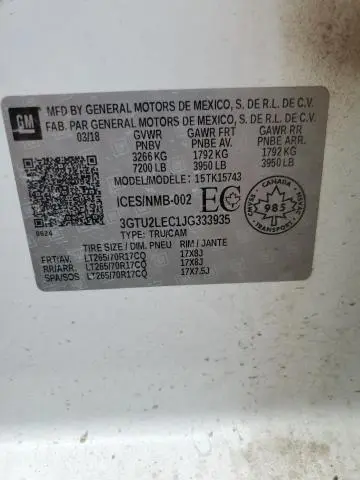 GM
MFD BY GENERAL MOTORS DE MEXICO, S. DE R.L. DE C.V.
FAB. PAR GENERAL MOTORS DE MEXICO, S. DE R.L. DE C.V.
03/18 GVWR GAWR FRT GAWR RR
PNBV PNBE AV. PNBE ARR.
3266 KG 1792 KG 1792 KG
7200 LB 3950 LB 3950 LB
MODEL/MODÈLE: 15TK15743
ICES/NMB-002 EC
3GTU2LEC1JG333935
TYPE: TRU/CAM
TIRE SIZE / DIM. PNEU RIM / JANTE
FRT/AV. LT265/70R17CQ 17X8J
RR/ARR. LT265/70R17CQ 17X8J
SPA/SOS LT265/70R17CQ 17X7.5J
CANADA
985
TRANSPORT